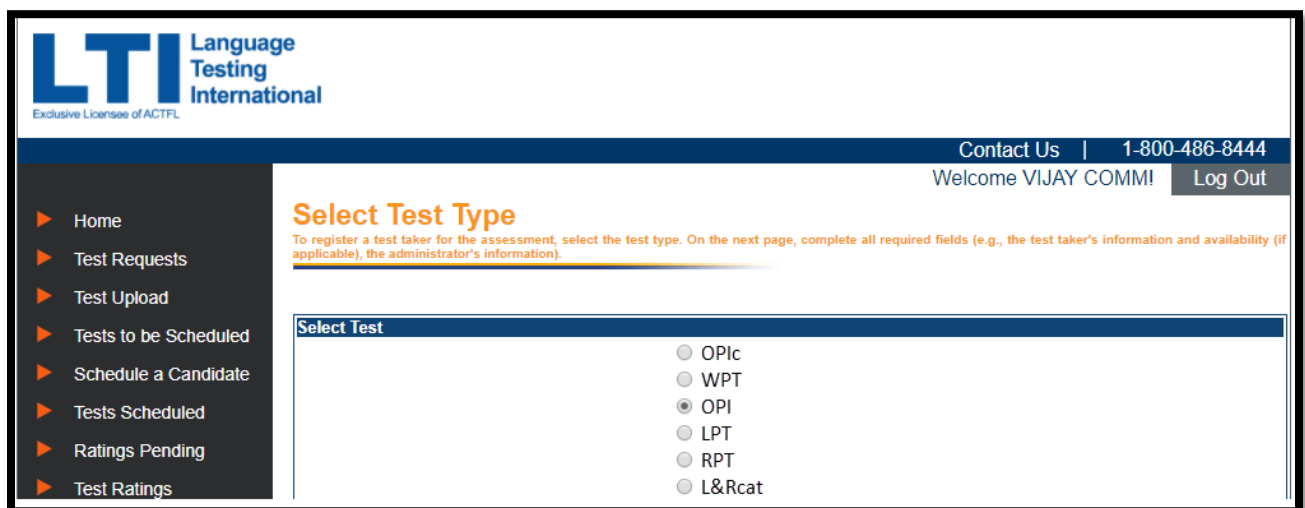 LTI Language
Testing
International
Exclusive Licensee of ACTFL
Contact Us | 1-800-486-8444
Welcome VIJAY COMM! Log Out
Home
Test Requests
Test Upload
Tests to be Scheduled
Schedule a Candidate
Tests Scheduled
Ratings Pending
Test Ratings
Select Test Type
To register a test taker for the assessment, select the test type. On the next page, complete all required fields (e.g., the test taker's information and availability (if
applicable), the administrator's information).
Select Test
OPIc
WPT
OPI
LPT
RPT
L&Rcat